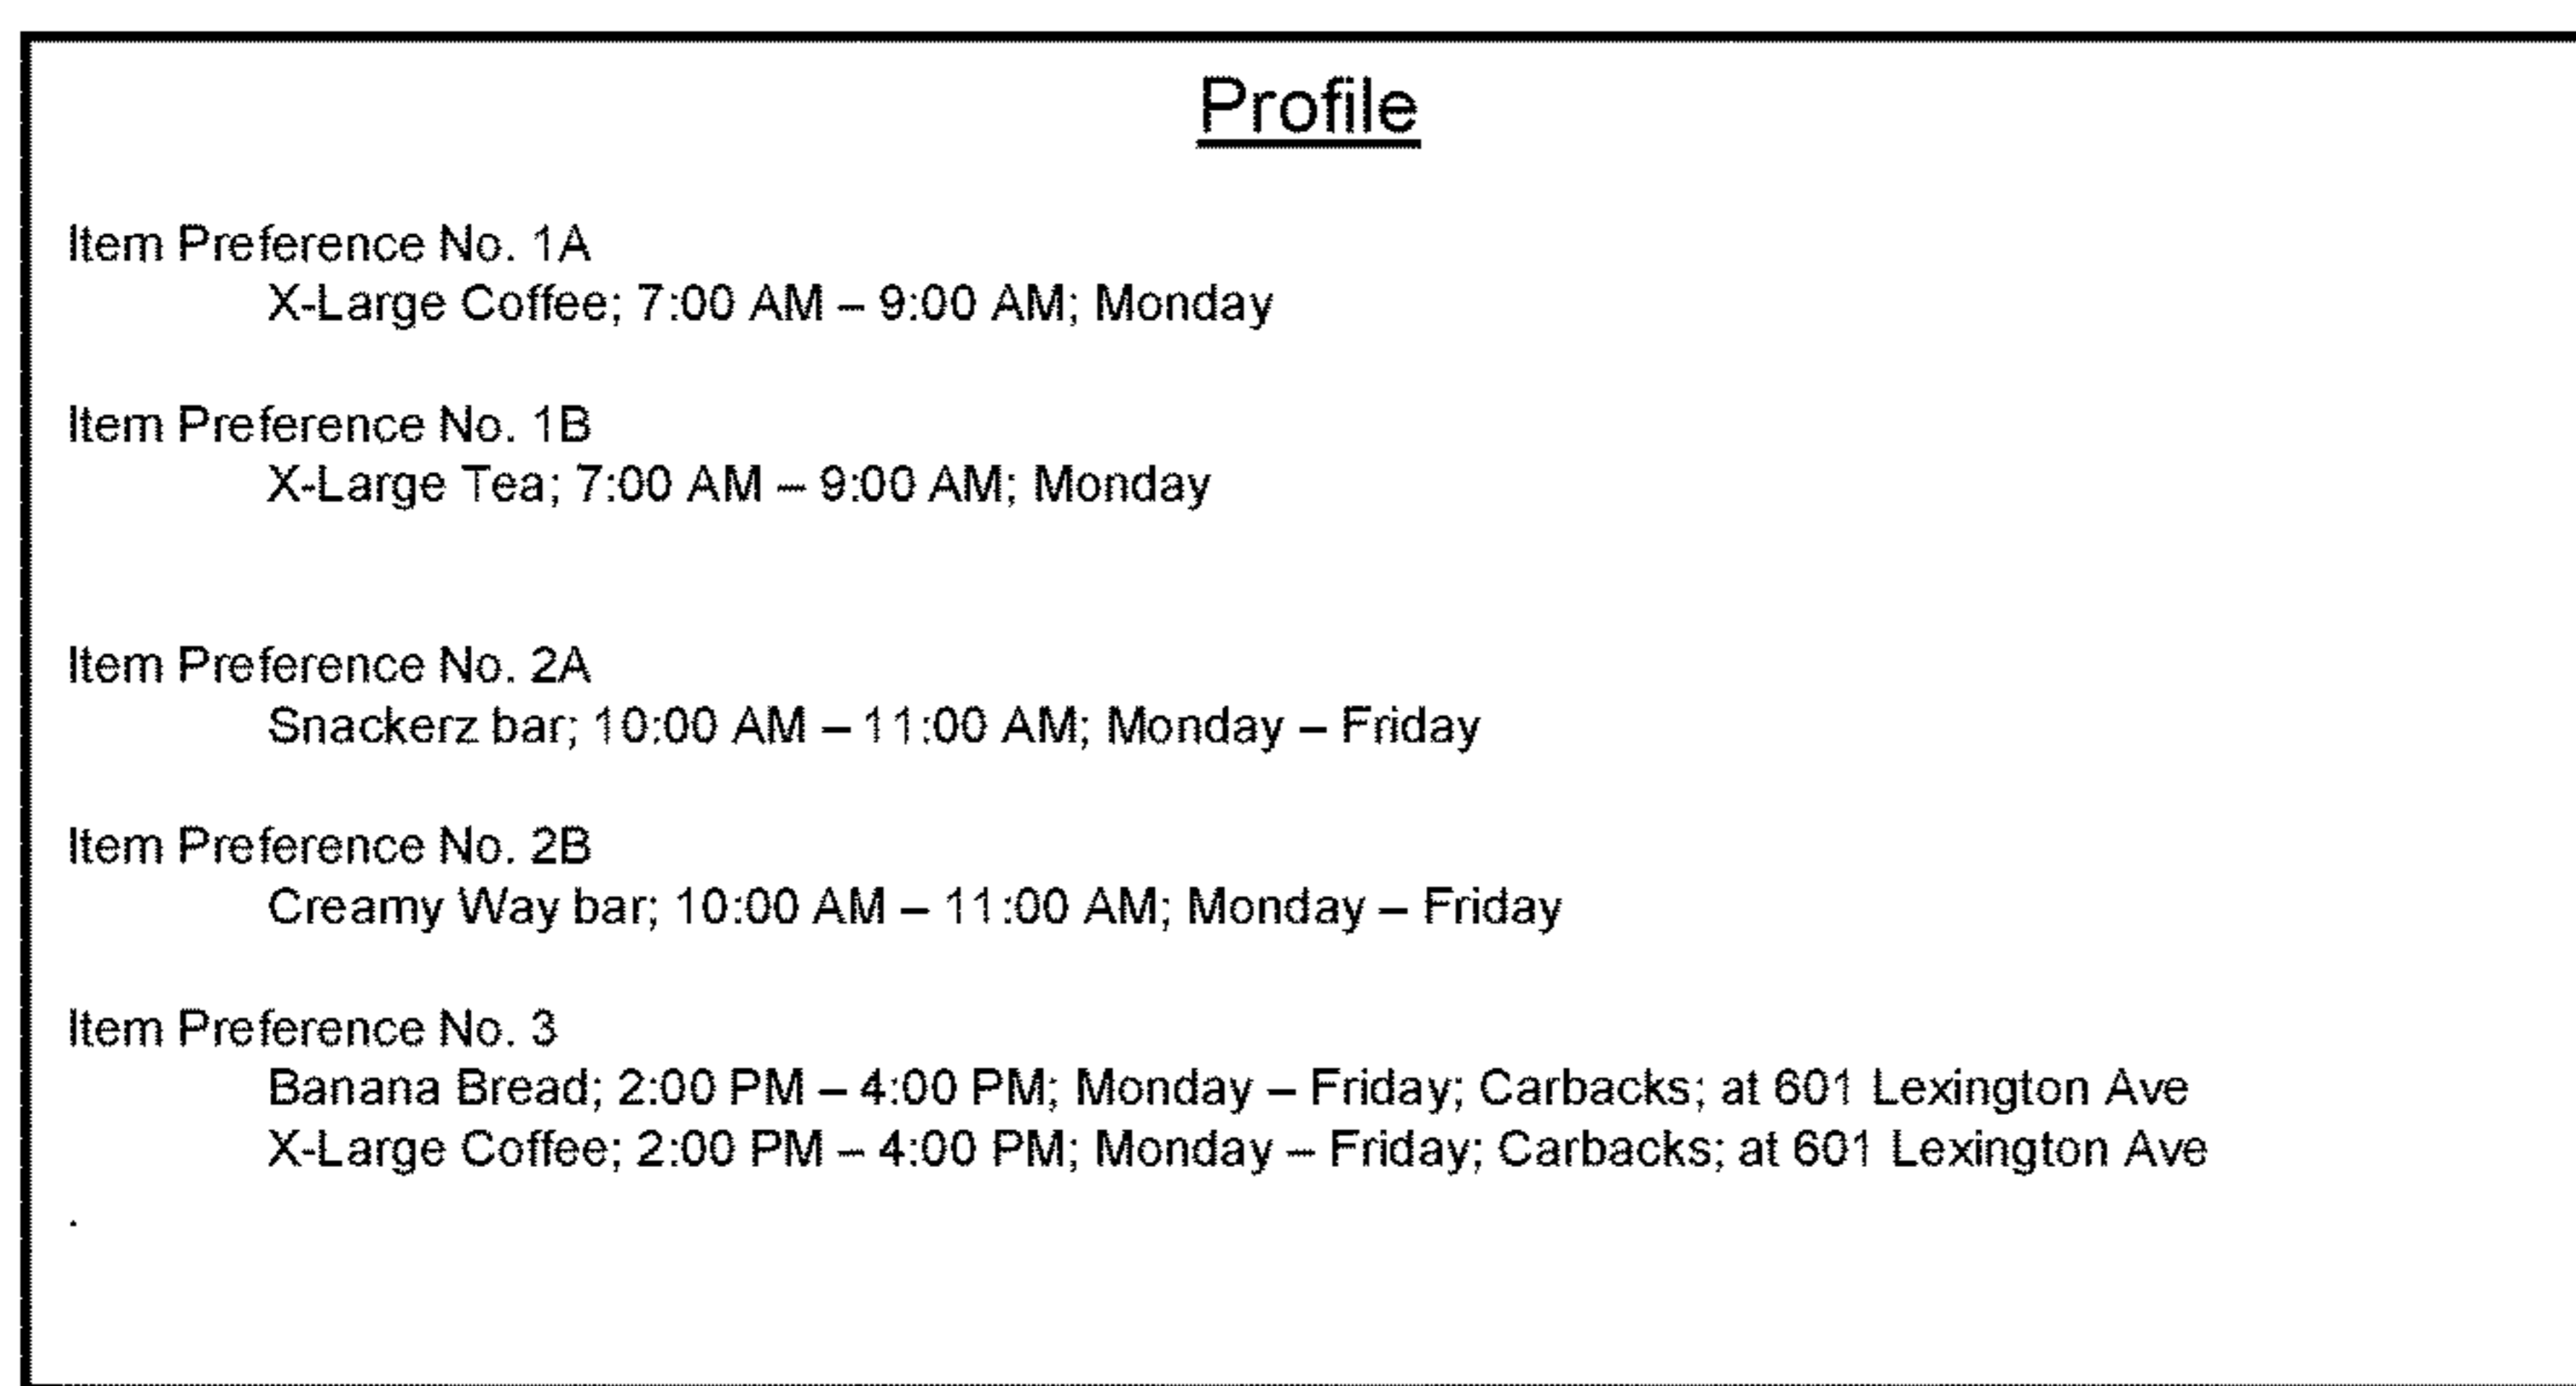 Profile
Item Preference No. 1A
X-Large Coffee; 7:00 AM – 9:00 AM; Monday
Item Preference No. 1B
X-Large Tea; 7:00 AM – 9:00 AM; Monday
Item Preference No. 2A
Snackerz bar; 10:00 AM – 11:00 AM; Monday – Friday
Item Preference No. 2B
Creamy Way bar; 10:00 AM – 11:00 AM; Monday – Friday
Item Preference No. 3
Banana Bread; 2:00 PM – 4:00 PM; Monday – Friday; Carbacks; at 601 Lexington Ave
X-Large Coffee; 2:00 PM – 4:00 PM; Monday – Friday; Carbacks; at 601 Lexington Ave
.